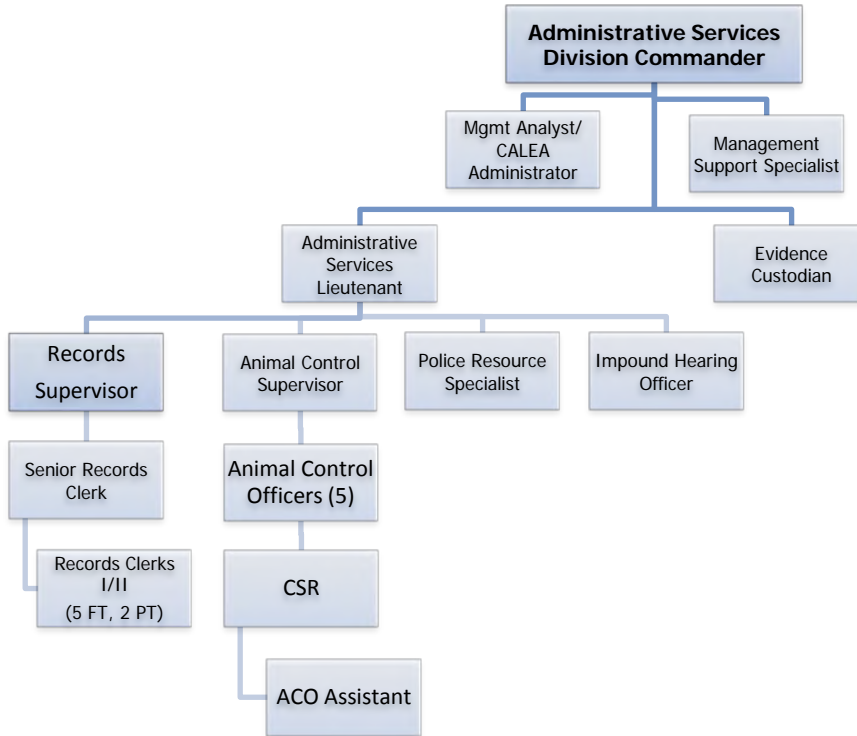 Administrative Services
Division Commander
Mgmt Analyst/
CALEA
Administrator
Management
Support Specialist
Administrative
Services
Lieutenant
Evidence
Custodian
Records
Supervisor
Animal Control
Supervisor
Police Resource
Specialist
Impound Hearing
Officer
Senior Records
Clerk
Animal Control
Officers (5)
Records Clerks
I/II
(5 FT, 2 PT)
CSR
ACO Assistant